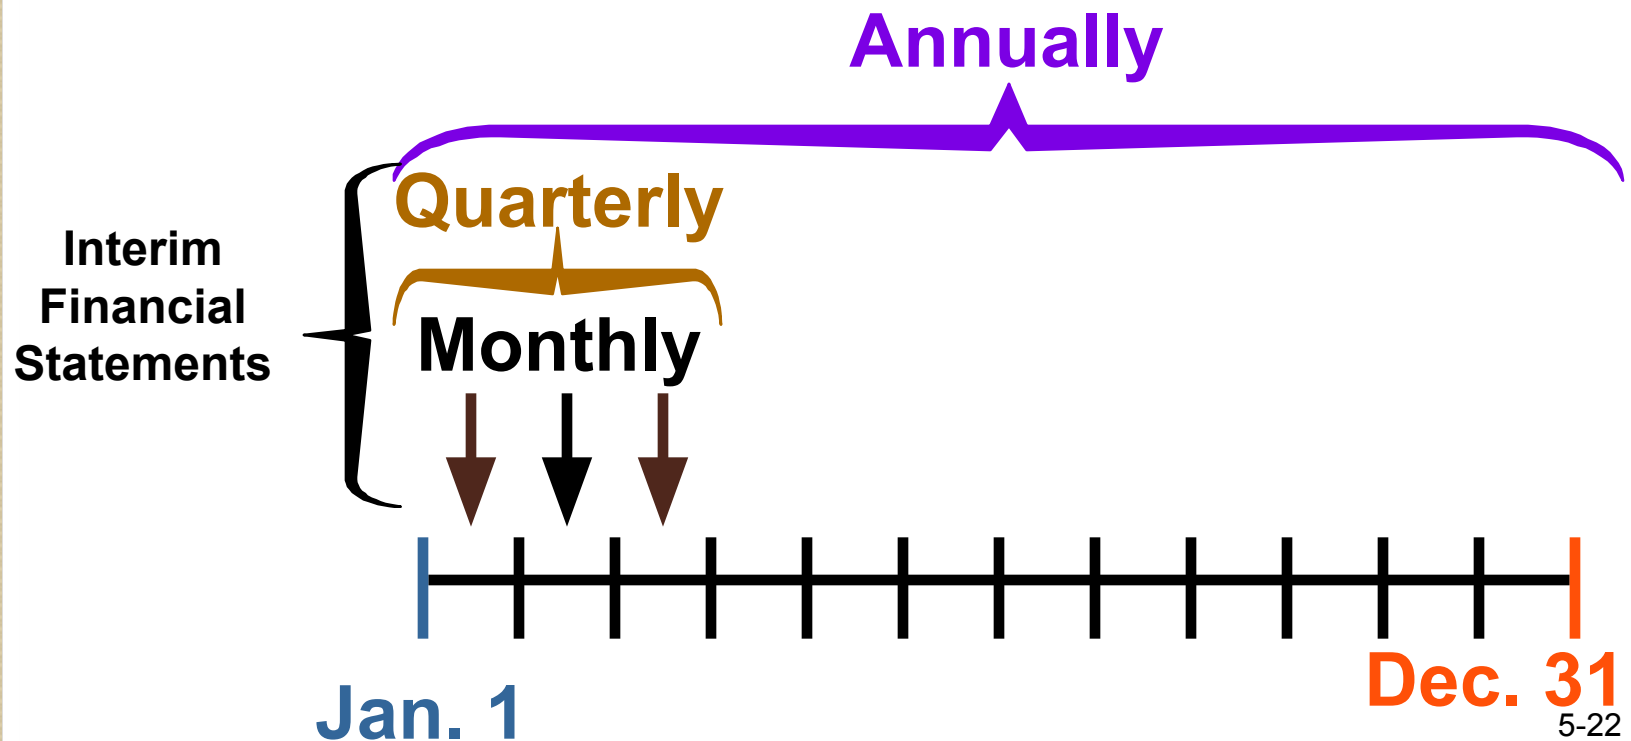 Annually
Quarterly
Interim
Financial
Statements
Monthly
Jan. 1
Dec. 31
5-22